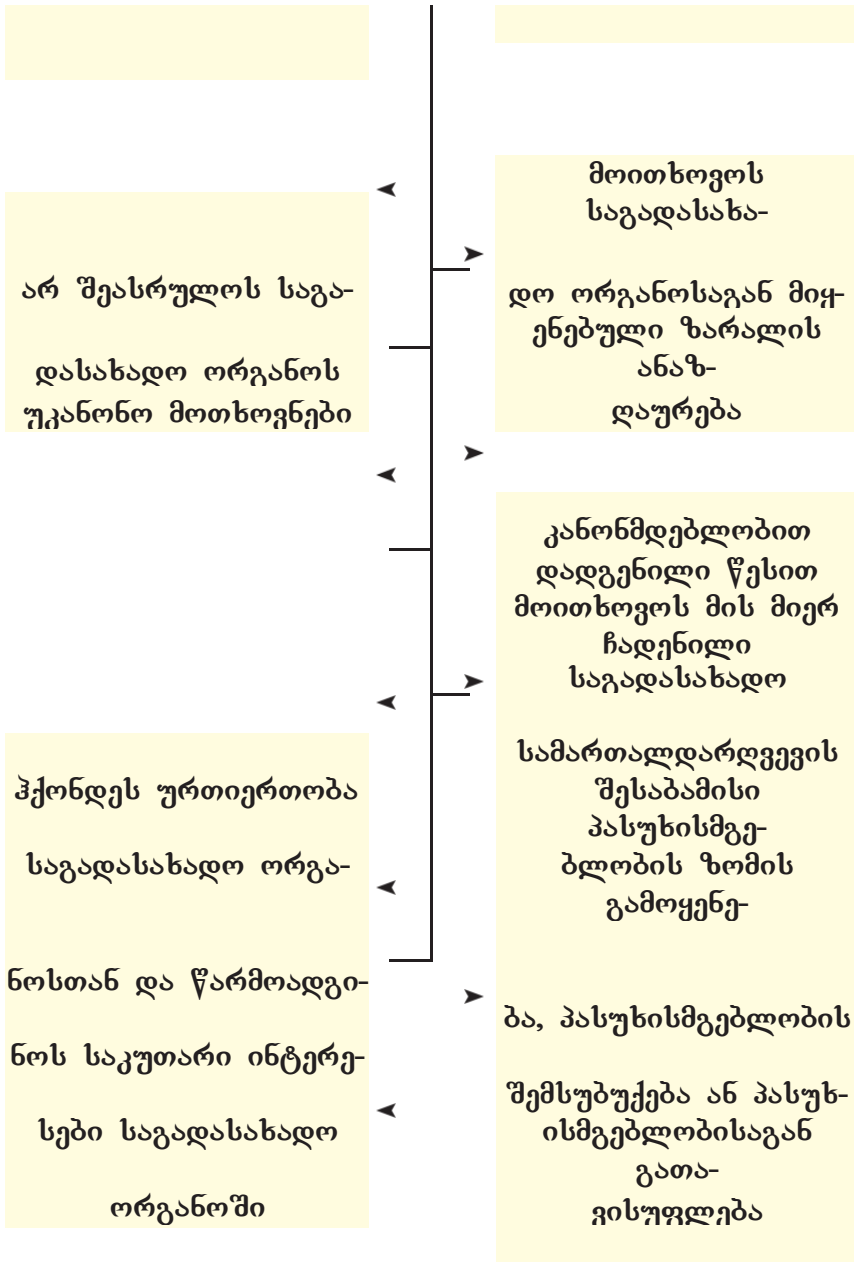 არ შეასრულოს საგა-
დასახადო ორგანოს
უკანონო მოთხოვნები
ჰქონდეს ურთიერთობა
საგადასახადო ორგა-
ნოსთან და წარმოადგი-
ნოს საკუთარი ინტერე-
სები საგადასახადო
ორგანოში
მოითხოვოს
საგადასახა-
დო ორგანოსაგან მიყ-
ენებული ზარალის
ანაზ-
ღაურება
კანონმდებლობით
დადგენილი წესით
მოითხოვოს მის მიერ
ჩადენილი
საგადასახადო
სამართალდარღვევის
შესაბამისი
პასუხისმგე-
ბლობის ზომის
გამოყენე-
ბა, პასუხისმგებლობის
შემსუბუქება ან პასუხ-
ისმგებლობისაგან
გათა-
ვისუფლება